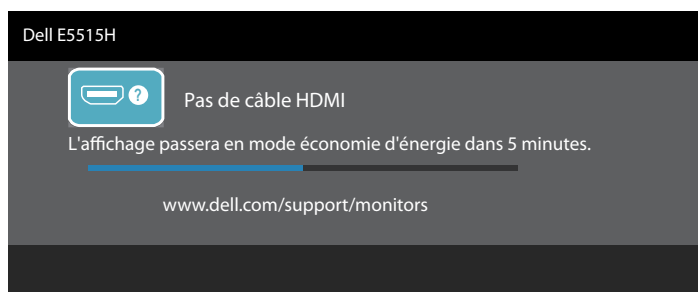 Dell E5515H
?
Pas de câble HDMI
L'affichage passera en mode économie d'énergie dans 5 minutes.
www.dell.com/support/monitors